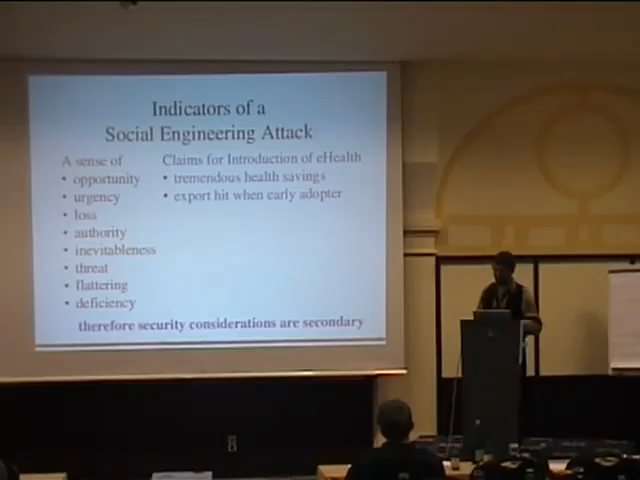 Indicators of a
Social Engineering Attack
A sense of
• opportunity
• urgency
• loss
• authority
• inevitableness
• threat
• flattering
• deficiency
Claims for Introduction of eHealth
• tremendous health savings
• export hit when early adopter
therefore security considerations are secondary